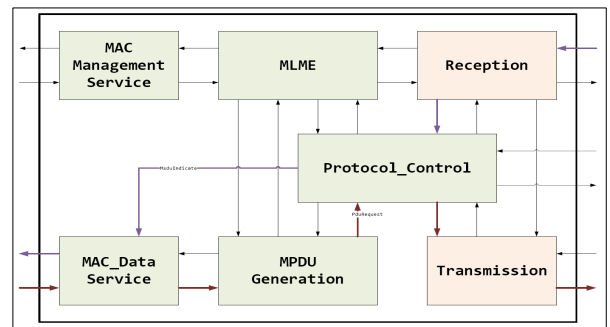 MAC
Management
Service
MLME
Reception
Protocol_Control
MsduIndicate
PduRequest
MAC_Data
Service
MPDU
Generation
Transmission